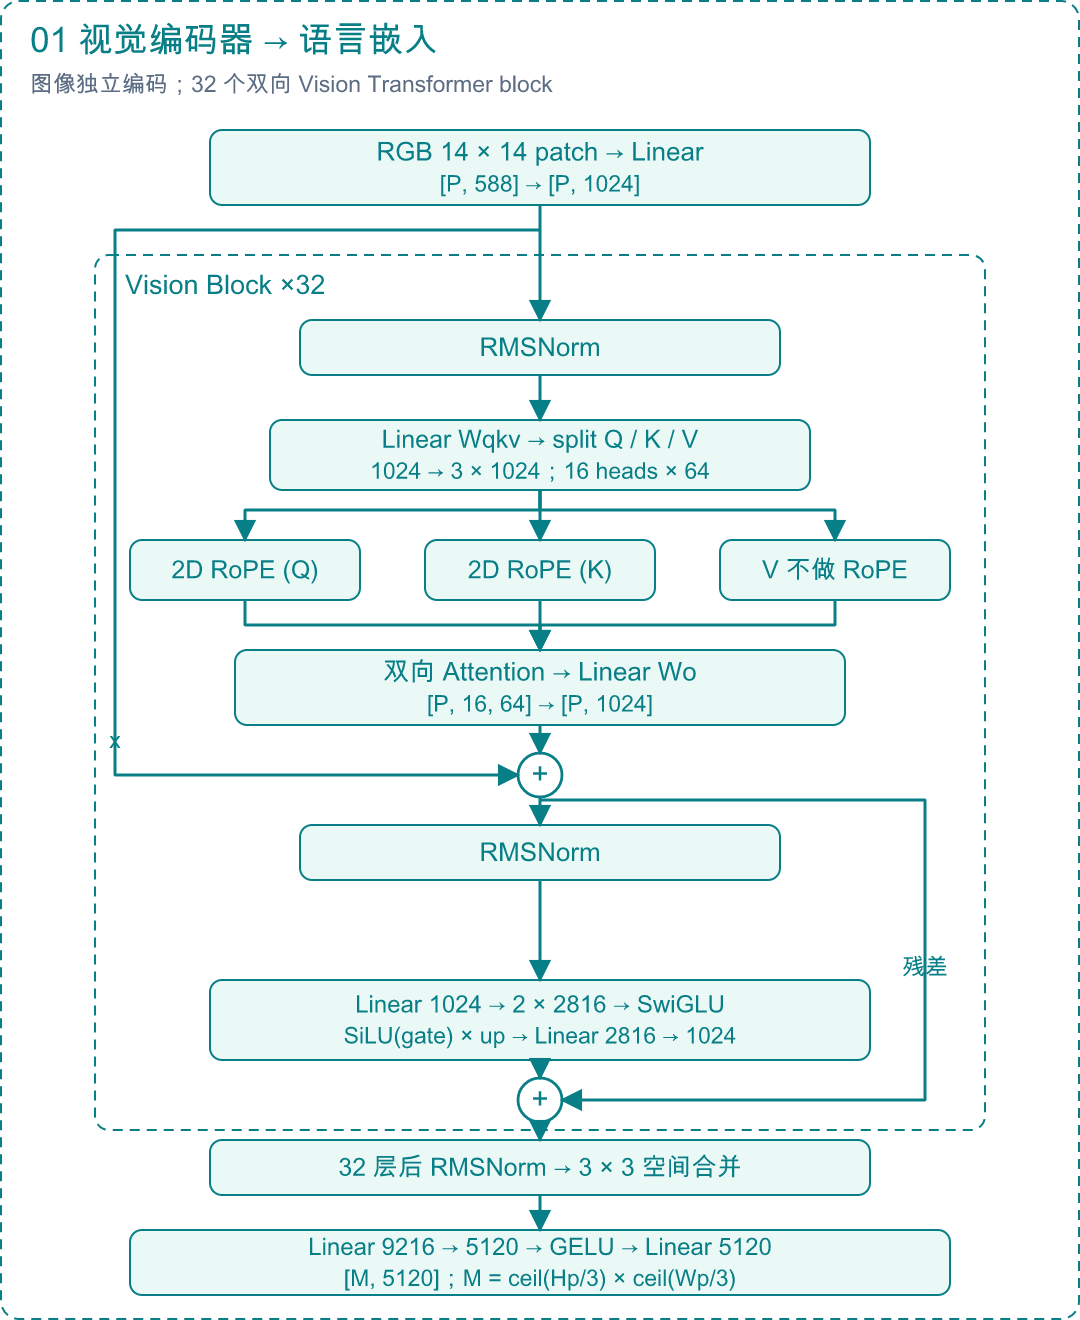 01 视觉编码器 → 语言嵌入
图像独立编码；32 个双向 Vision Transformer block
RGB 14 × 14 patch → Linear
[P, 588] → [P, 1024]
Vision Block ×32
RMSNorm
Linear Wqkv → split Q / K / V
1024 → 3 × 1024；16 heads × 64
2D RoPE (Q)
2D RoPE (K)
V 不做 RoPE
双向 Attention → Linear Wo
[P, 16, 64] → [P, 1024]
x
+
RMSNorm
残差
Linear 1024 → 2 × 2816 → SwiGLU
SiLU(gate) × up → Linear 2816 → 1024
+
32 层后 RMSNorm → 3 × 3 空间合并
Linear 9216 → 5120 → GELU → Linear 5120
[M, 5120]；M = ceil(Hp/3) × ceil(Wp/3)